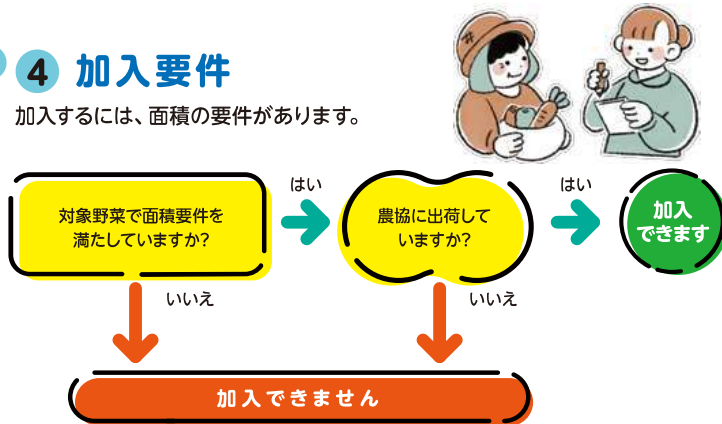 4 加入要件
加入するには、面積の要件があります。
対象野菜で面積要件を
満たしていますか?
はい
農協に出荷して
いますか?
はい
加入
できます
いいえ
いいえ
加入できません